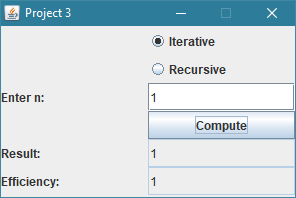 Project 3
Iterative
Recursive
Enter n: 1
Compute
Result: 1
Efficiency: 1